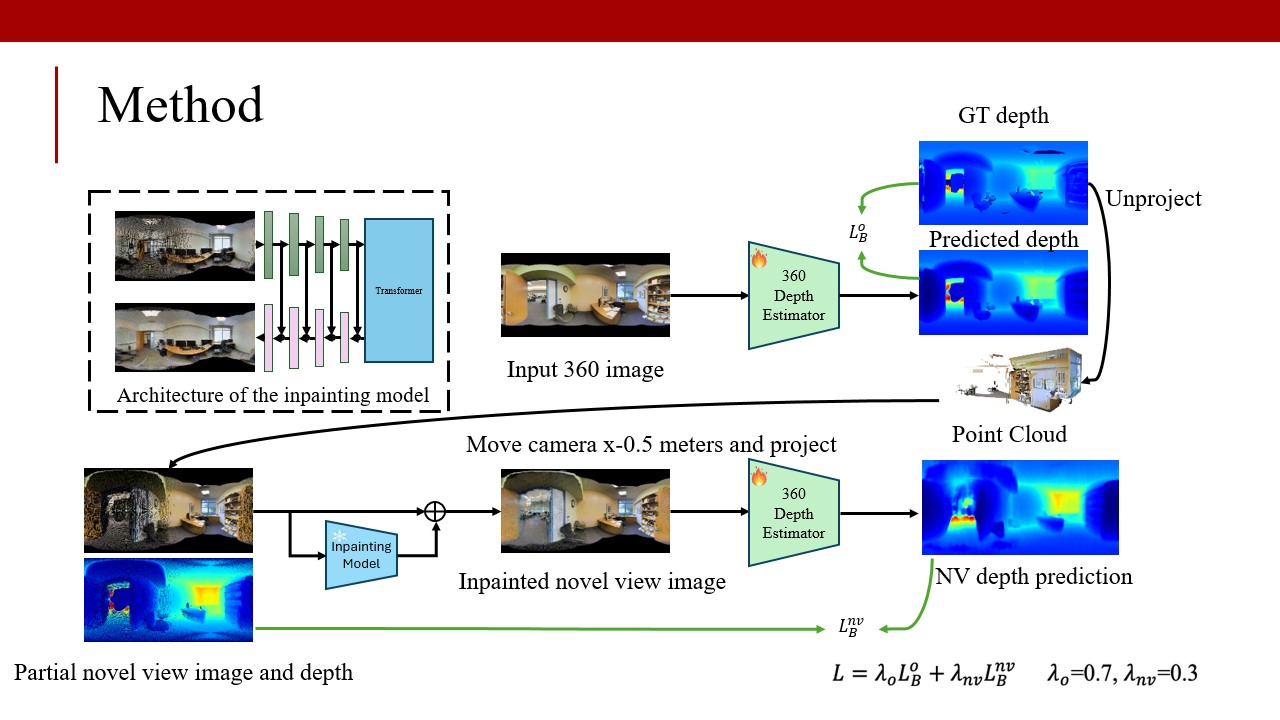 Method
GT depth
Unproject
$L_B^o$
Predicted depth
Transformer
Architecture of the inpainting model
360
Depth
Estimator
Input 360 image
Point Cloud
Move camera x-0.5 meters and project
Inpainting
Model
360
Depth
Estimator
Inpainted novel view image
NV depth prediction
$L_B^{nv}$
Partial novel view image and depth
$L = \lambda_o L_B^o + \lambda_{nv} L_B^{nv}$ $\lambda_o$=0.7, $\lambda_{nv}$=0.3